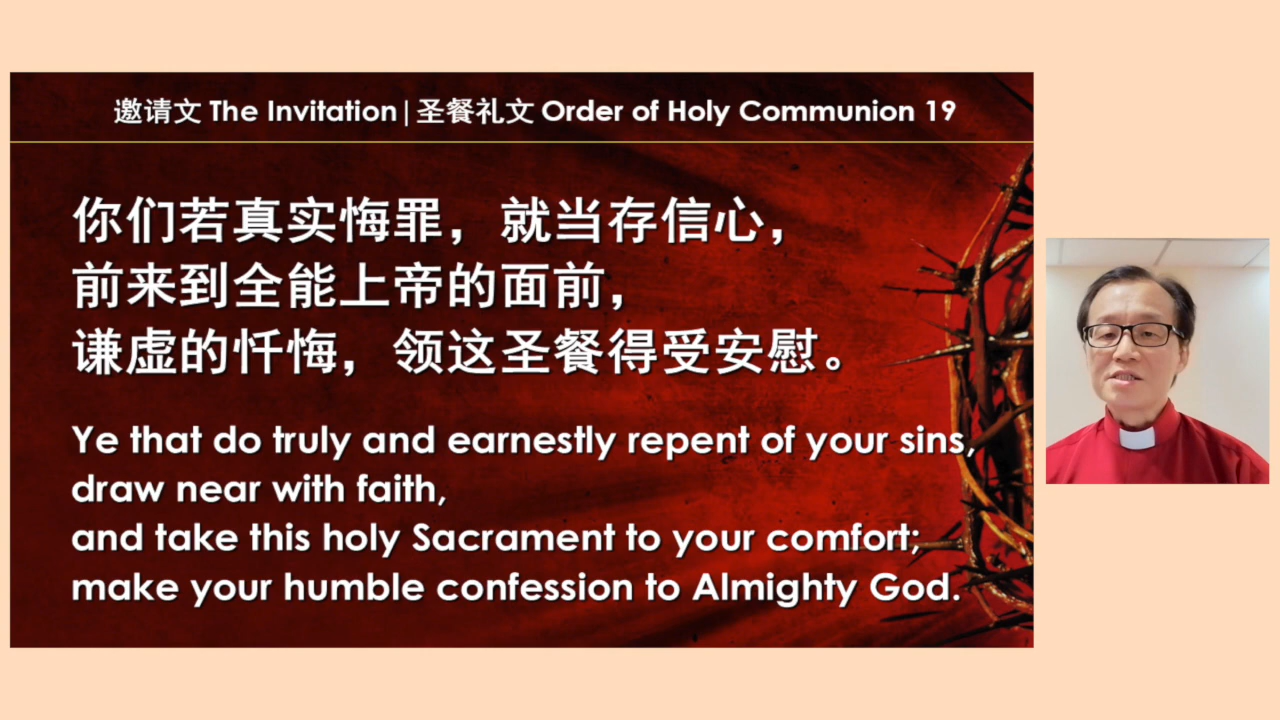 邀请文 The Invitation|圣餐礼文 Order of Holy Communion 19
你们若真实悔罪，就当存信心，
前来到全能上帝的面前，
谦虚的忏悔，领这圣餐得受安慰。
Ye that do truly and earnestly repent of your sins,
draw near with faith,
and take this holy Sacrament to your comfort;
make your humble confession to Almighty God.